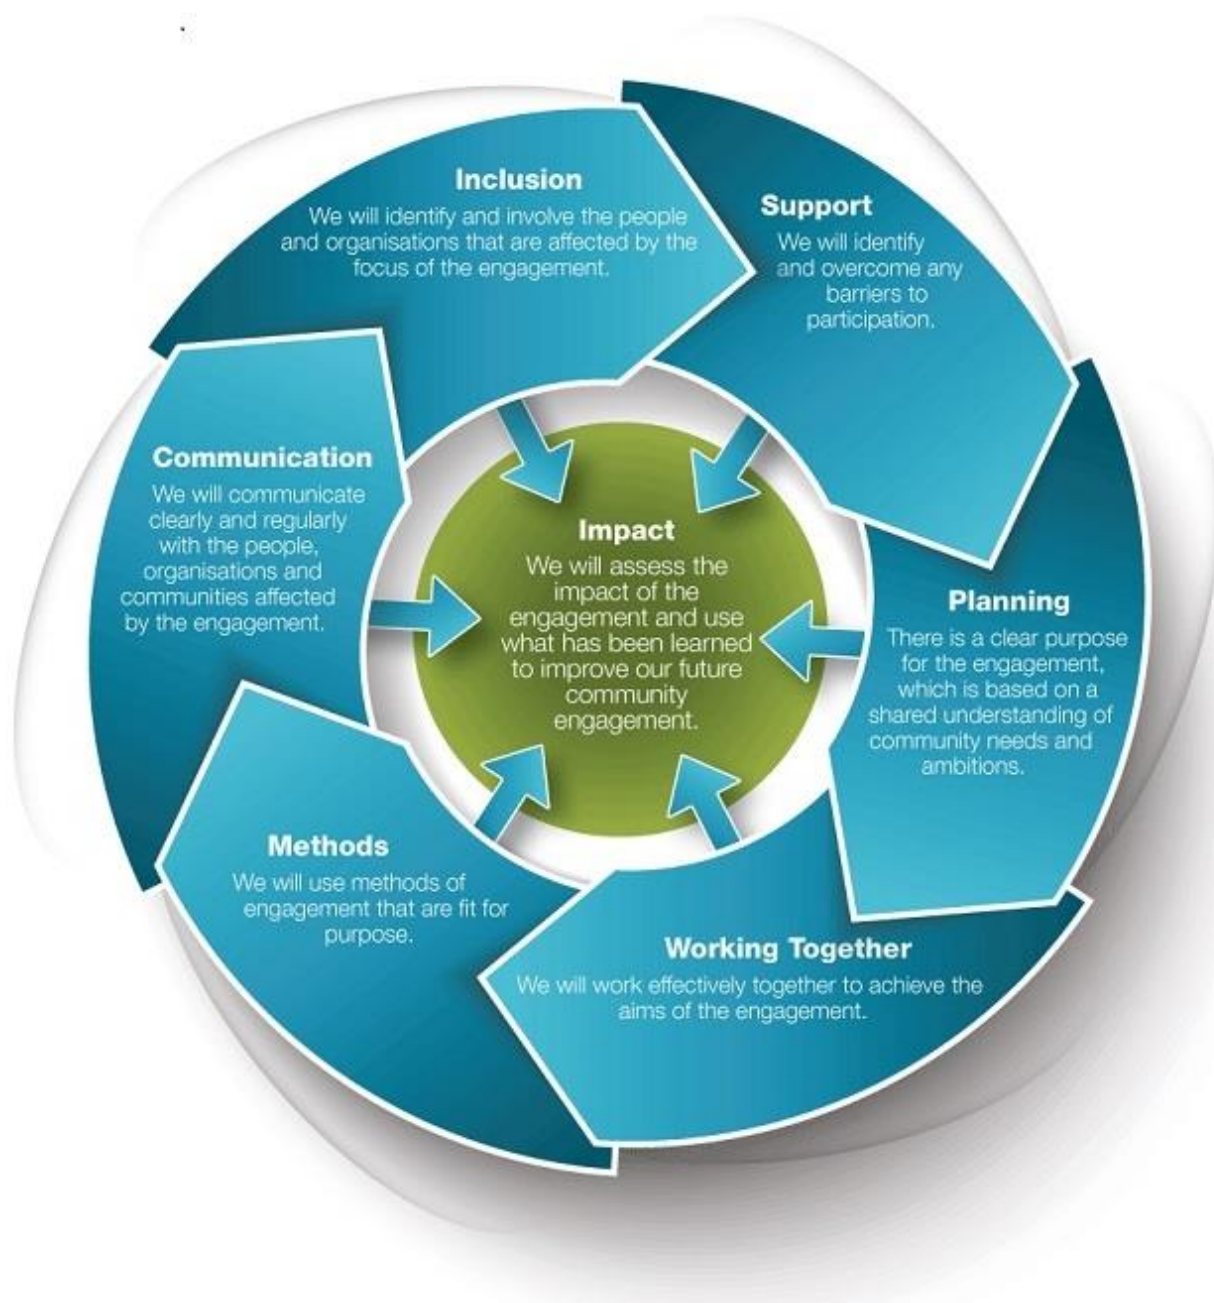 Inclusion
We will identify and involve the people
and organisations that are affected by the
focus of the engagement.
Support
We will identify
and overcome any
barriers to
participation.
Planning
There is a clear purpose
for the engagement,
which is based on a
shared understanding of
community needs and
ambitions.
Working Together
We will work effectively together to achieve the
aims of the engagement.
Methods
We will use methods of
engagement that are fit for
purpose.
Communication
We will communicate
clearly and regularly
with the people,
organisations and
communities affected
by the engagement.
Impact
We will assess the
impact of the
engagement and use
what has been learned
to improve our future
community
engagement.